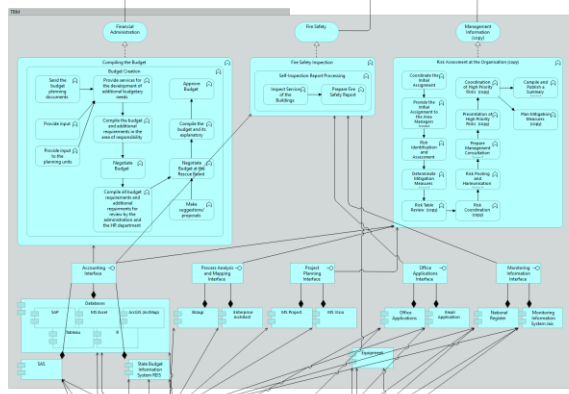 Financial
Administration
Fire Safety
Management
Information
(copy)
Compiling the Budget
Budget Creation
Send the
budget
planning
documents
Provide services for
the development of
additional budgetary
needs
Approve
Budget
Provide input
Compile the budget
and additional
requirements in the
area of responsibility
Compile the
budget and its
explanatory
Provide input
to the
planning units
Negotiate
Budget
Negotiate
Budget at the
Compile of budget
requirements and
additional
requirements for
review by the
administration and
the HR department
Make
suggestions/
proposals
Fire Safety Inspection
Self-Inspection Report Processing
Inspect Service
of the
Buildings
Prepare Fire
Safety Report
Risk Assessment at the Organisation (copy)
Coordinate the
Initial
Assignment
Coordination
of High Priority
Risks (copy)
Compile and
Publish a
Summary
Provide the
Initial
Assignment to
the Area
Managers
Presentation of
High Priority
Risks (copy)
Plan Mitigation
Measures (copy)
Risk
Identification
and
Assessment
Prepare
Management
Consultation
Determinate
Mitigation
Measures
Risk Pooling
and
Harmonisation
Risk Table
Review (copy)
Risk
Coordination
(copy)
Accounting
Interface
Process Analysis
and Mapping
Interface
Project
Planning
Interface
Office
Applications
Interface
Monitoring
Information
Interface
Databases
SAP
MS Excel
ArcGIS (ArcMap)
Tableau
R
Bizagi
Enterprise
Architect
MS Project
MS Visio
Office
Applications
Email
Application
National
Register
Monitoring
Information
System
SAS
State Budget
Information
System
Equipment